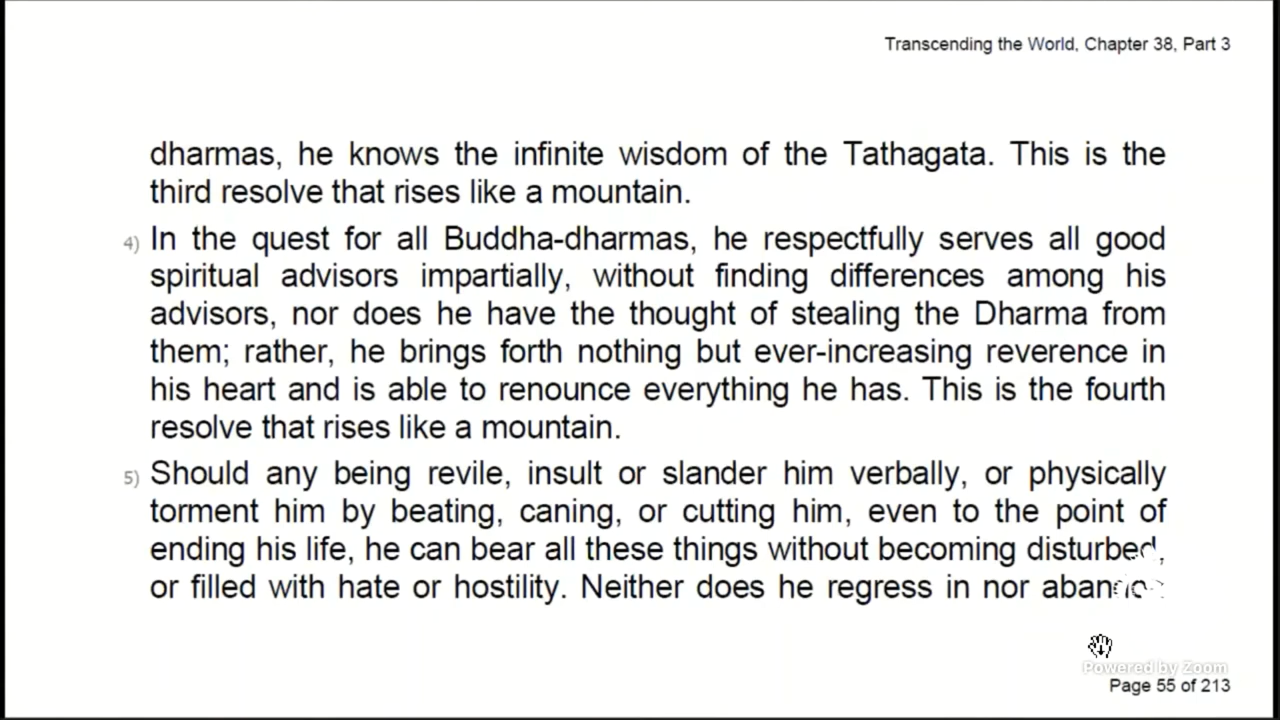 Transcending the World, Chapter 38, Part 3
dharmas, he knows the infinite wisdom of the Tathagata. This is the
third resolve that rises like a mountain.
4) In the quest for all Buddha-dharmas, he respectfully serves all good
spiritual advisors impartially, without finding differences among his
advisors, nor does he have the thought of stealing the Dharma from
them; rather, he brings forth nothing but ever-increasing reverence in
his heart and is able to renounce everything he has. This is the fourth
resolve that rises like a mountain.
5) Should any being revile, insult or slander him verbally, or physically
torment him by beating, caning, or cutting him, even to the point of
ending his life, he can bear all these things without becoming disturbed,
or filled with hate or hostility. Neither does he regress in nor
Powered by Zoom
Page 55 of 213